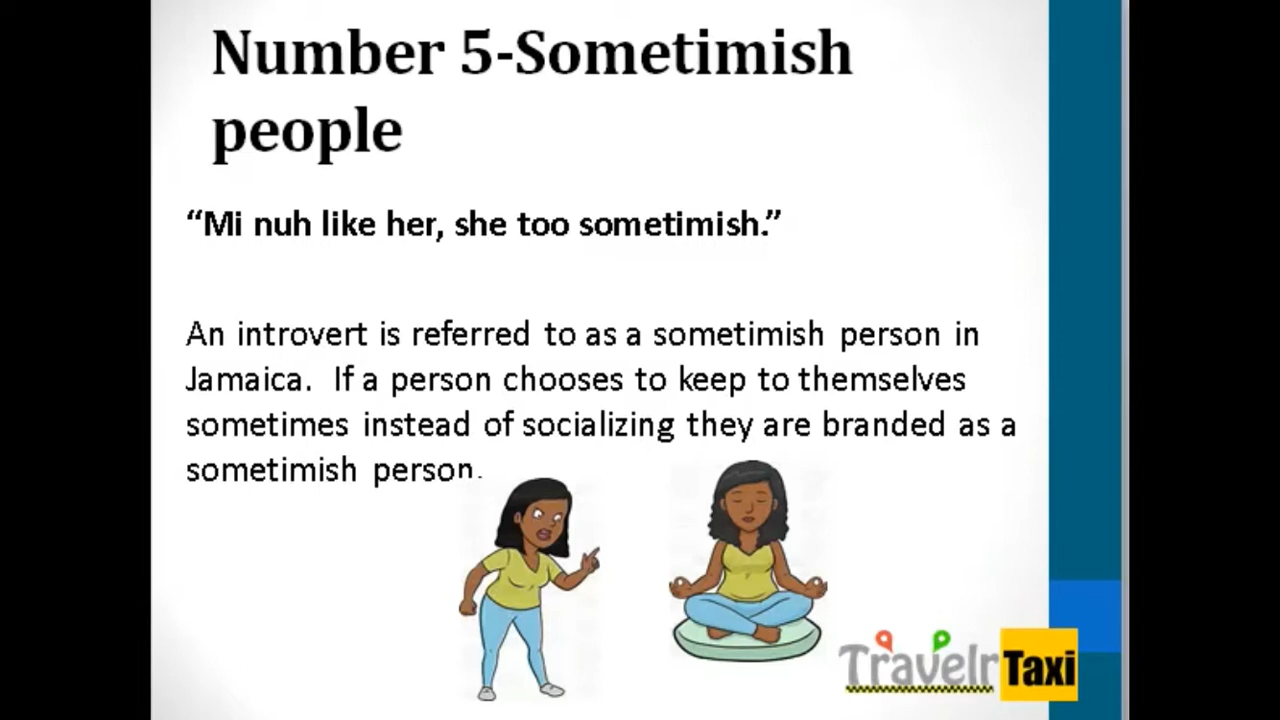 Number 5-Sometimish
people
“Mi nuh like her, she too sometimish.”
An introvert is referred to as a sometimish person in
Jamaica. If a person chooses to keep to themselves
sometimes instead of socializing they are branded as a
sometimish person.
Travelr Taxi